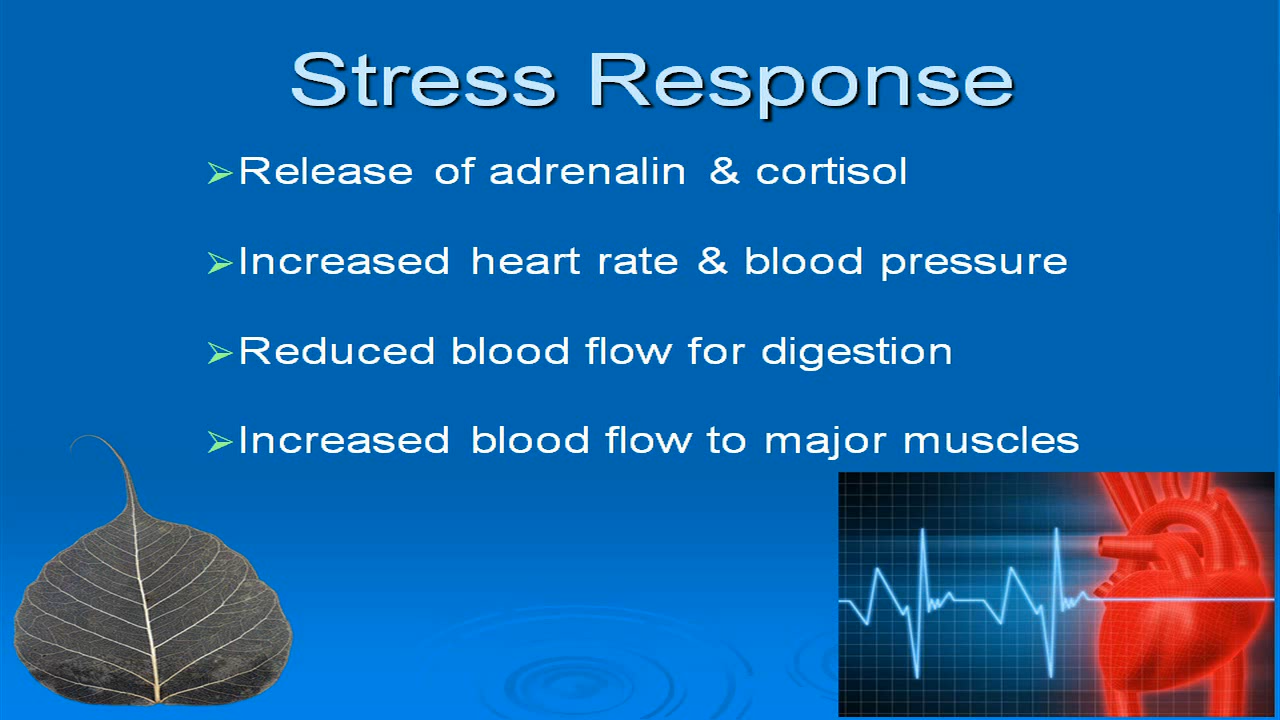 Stress Response
➢Release of adrenalin & cortisol
➢Increased heart rate & blood pressure
➢Reduced blood flow for digestion
➢Increased blood flow to major muscles